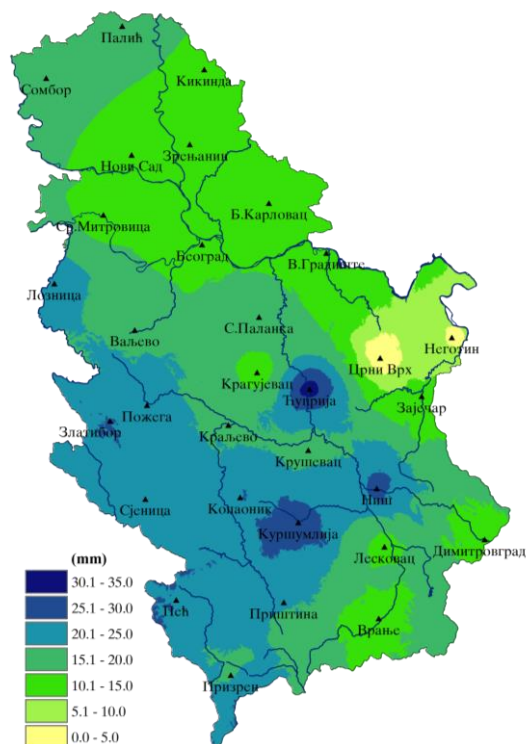 Палић
Кикинда
Сомбор
Зрењанин
Нови Сад
Б.Карловац
Ср.Митровица
Београд
В.Градиште
Лозница
С.Паланка
Ваљево
Неготин
Црни Врх
Крагујевац
Ћуприја
Зајечар
Пожега
Златибор
Краљево
Крушевац
Ниш
Сјеница
Копаоник
Куршумлија
Димитровград
Лесковац
(mm)
30.1 - 35.0
25.1 - 30.0
Пећ
Приштина
20.1 - 25.0
Врање
15.1 - 20.0
10.1 - 15.0
Призрен
5.1 - 10.0
0.0 - 5.0